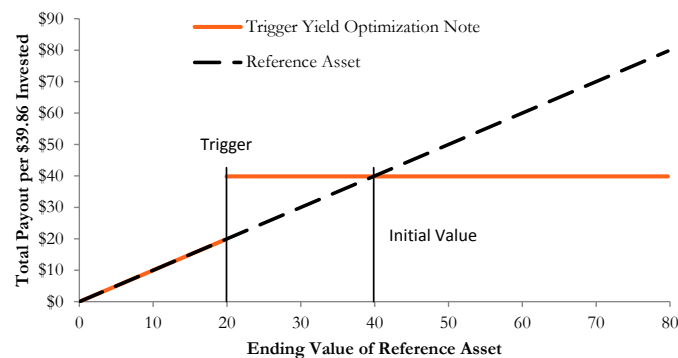 $90
$80
$70
$60
$50
$40
$30
$20
$10
$0
Total Payout per $39.86 Invested
Trigger Yield Optimization Note
Reference Asset
Trigger
Initial Value
0 10 20 30 40 50 60 70 80
Ending Value of Reference Asset